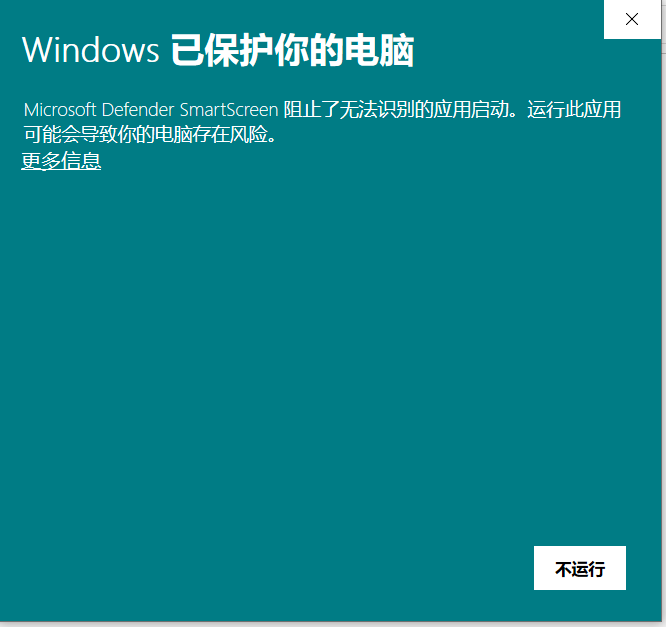 Windows 已保护你的电脑
Microsoft Defender SmartScreen 阻止了无法识别的应用启动。运行此应用
可能会导致你的电脑存在风险。
更多信息
不运行